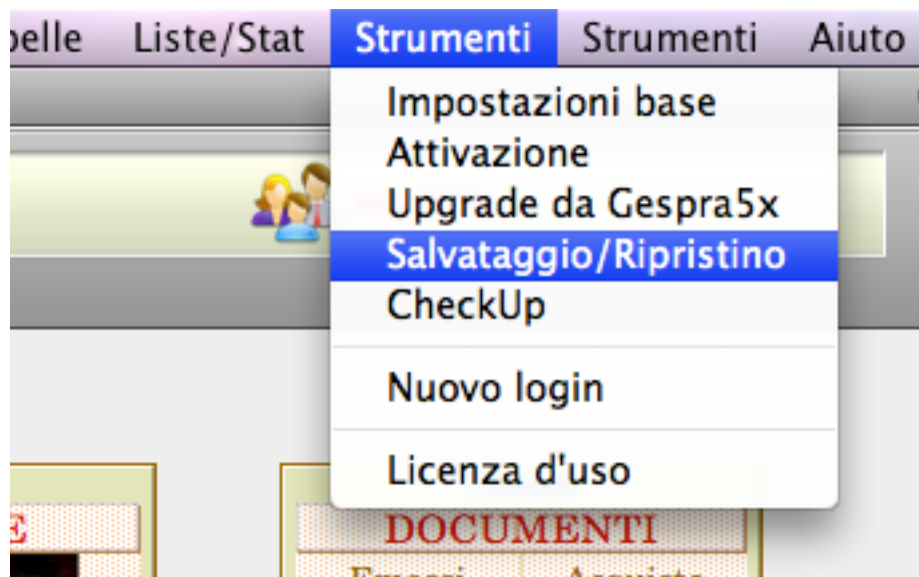 Liste/Stat Strumenti Strumenti Aiuto
Impostazioni base
Attivazione
Upgrade da Gespra5x
Salvataggio/Ripristino
CheckUp
Nuovo login
Licenza d'uso
DOCUMENTI